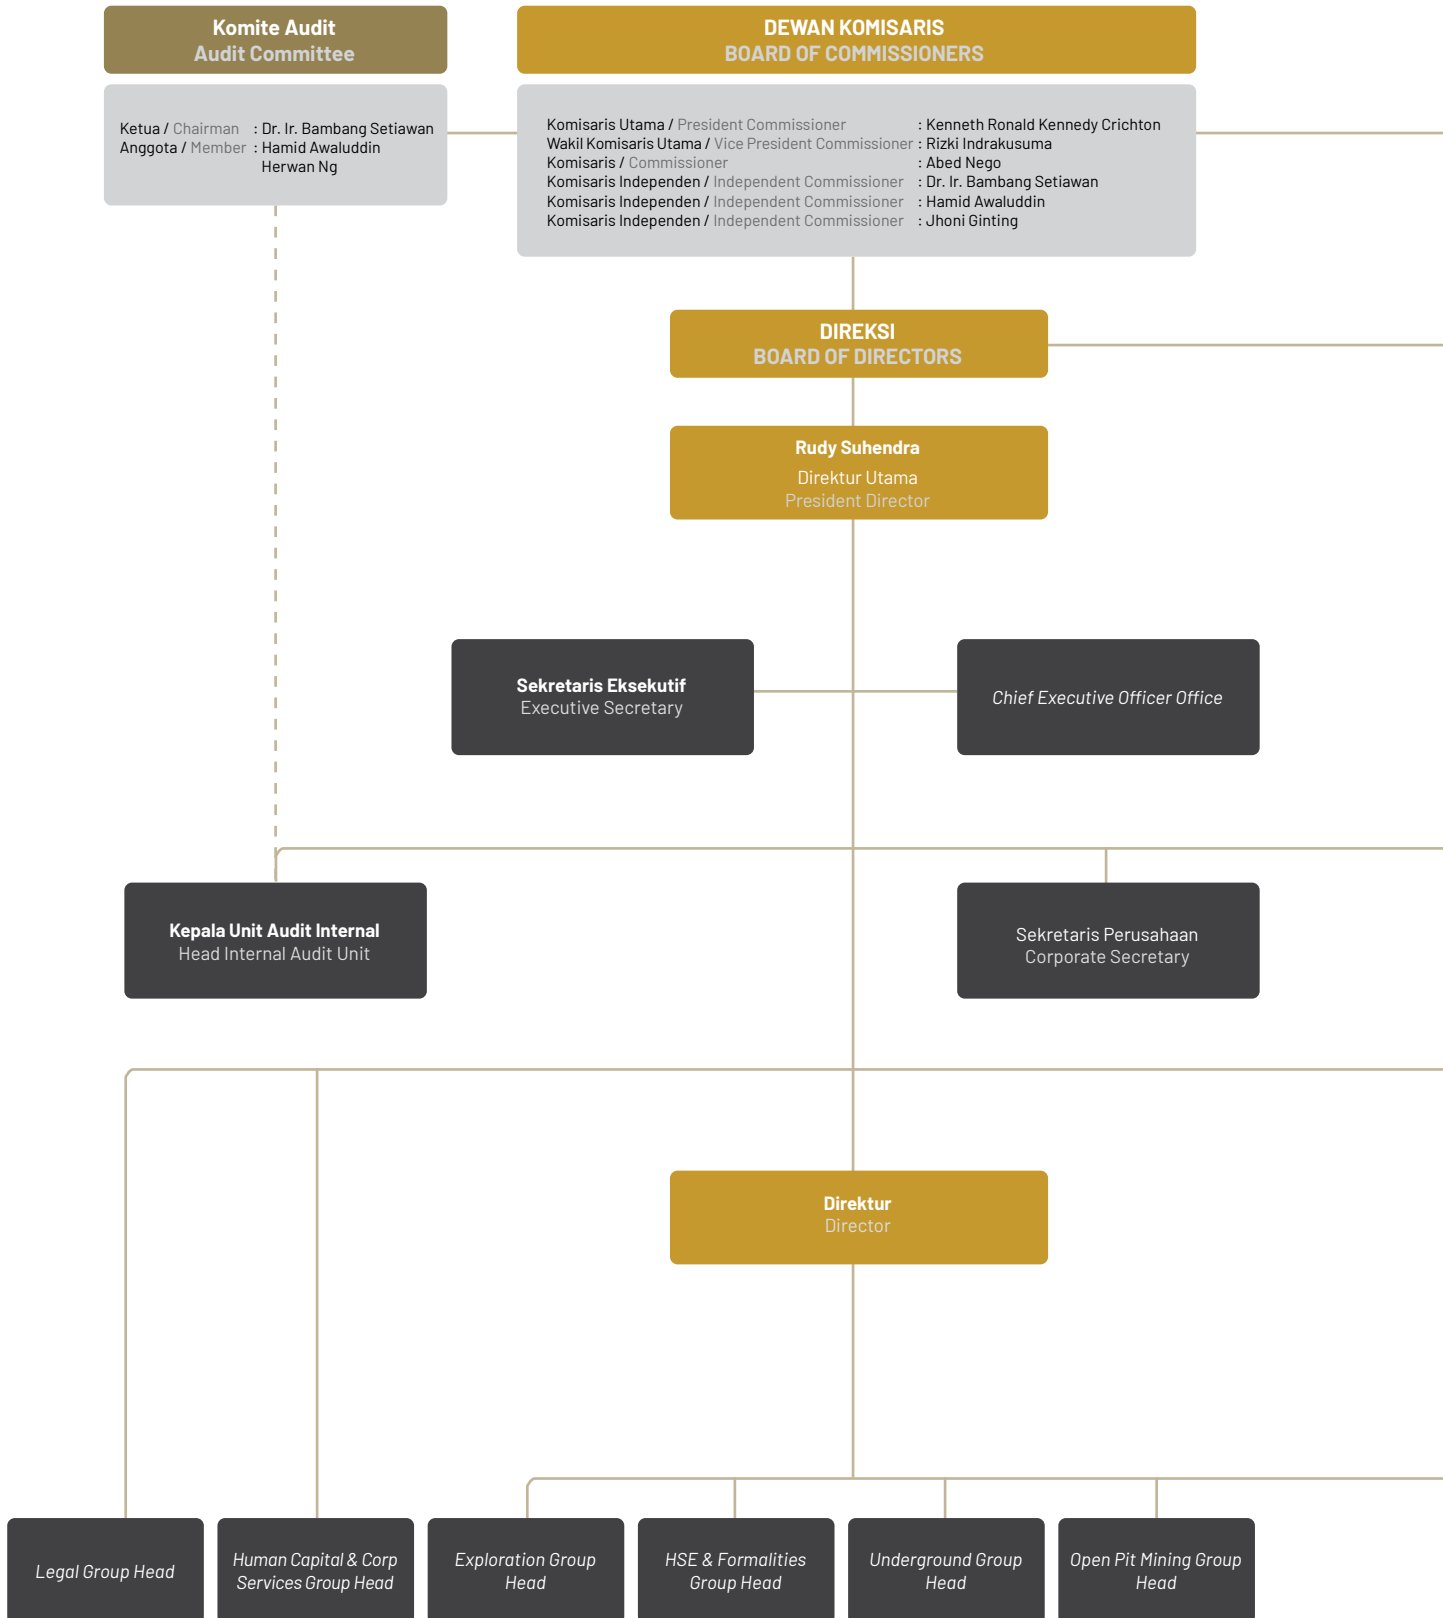 Komite Audit
Audit Committee
Ketua / Chairman : Dr. Ir. Bambang Setiawan
Anggota / Member : Hamid Awaluddin
Herwan Ng
DEWAN KOMISARIS
BOARD OF COMMISSIONERS
Komisaris Utama / President Commissioner : Kenneth Ronald Kennedy Crichton
Wakil Komisaris Utama / Vice President Commissioner : Rizki Indrakusuma
Komisaris / Commissioner : Abed Nego
Komisaris Independen / Independent Commissioner : Dr. Ir. Bambang Setiawan
Komisaris Independen / Independent Commissioner : Hamid Awaluddin
Komisaris Independen / Independent Commissioner : Jhoni Ginting
DIREKSI
BOARD OF DIRECTORS
Rudy Suhendra
Direktur Utama
President Director
Sekretaris Eksekutif
Executive Secretary
Chief Executive Officer Office
Kepala Unit Audit Internal
Head Internal Audit Unit
Sekretaris Perusahaan
Corporate Secretary
Direktur
Director
Legal Group Head
Human Capital & Corp
Services Group Head
Exploration Group
Head
HSE & Formalities
Group Head
Underground Group
Head
Open Pit Mining Group
Head